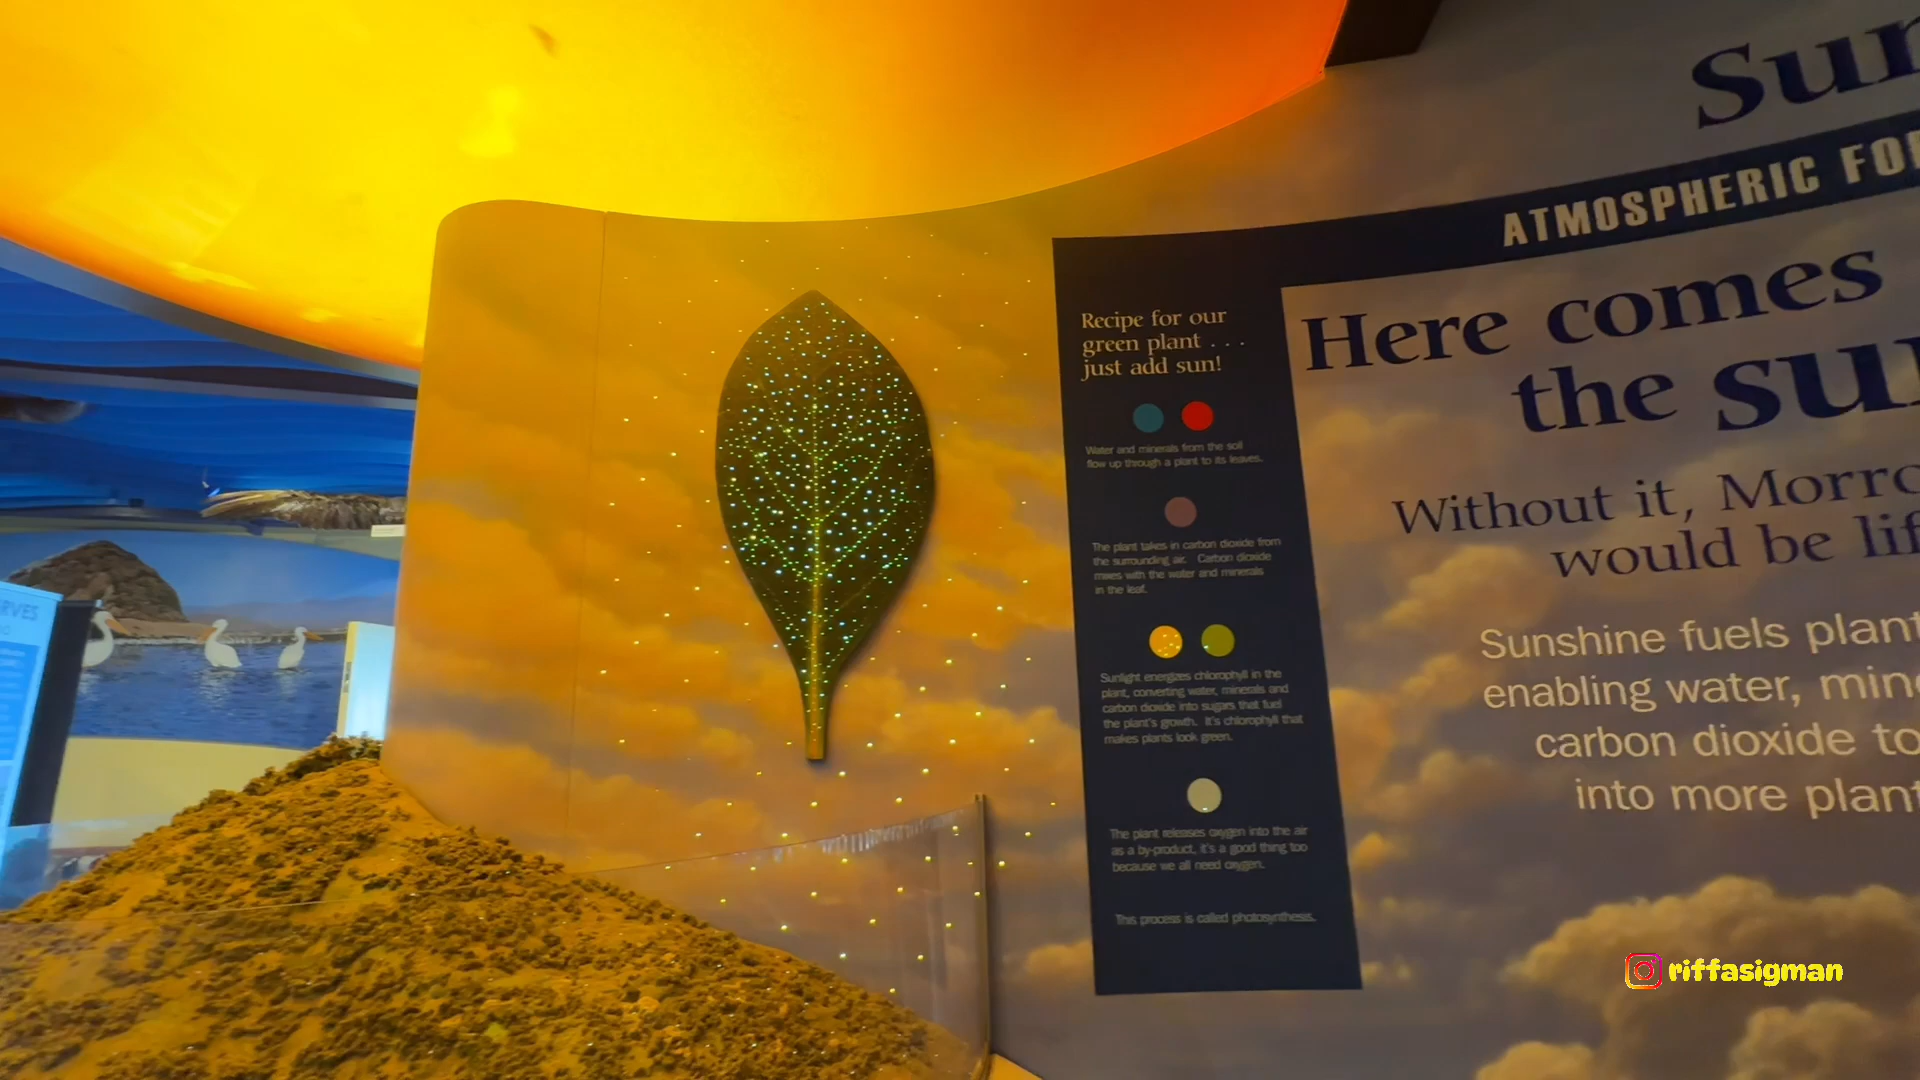 Sun
ATMOSPHERIC FO
Here comes
the su
Without it, Morro
would be lif
Sunshine fuels plant
enabling water, mine
carbon dioxide to
into more plant
Recipe for our
green plant . . .
just add sun!
Water and minerals from the soil
flow up through a plant to its leaves.
The plant takes in carbon dioxide from
the surrounding air. Carbon dioxide
mixes with the water and minerals
in the leaf.
Sunlight energizes chlorophyll in the
plant, converting water, minerals and
carbon dioxide into sugars that fuel
the plant's growth. It's chlorophyll that
makes plants look green.
The plant releases oxygen into the air
as a by-product, it's a good thing too
because we all need oxygen.
This process is called photosynthesis.
RVES
riffasigman